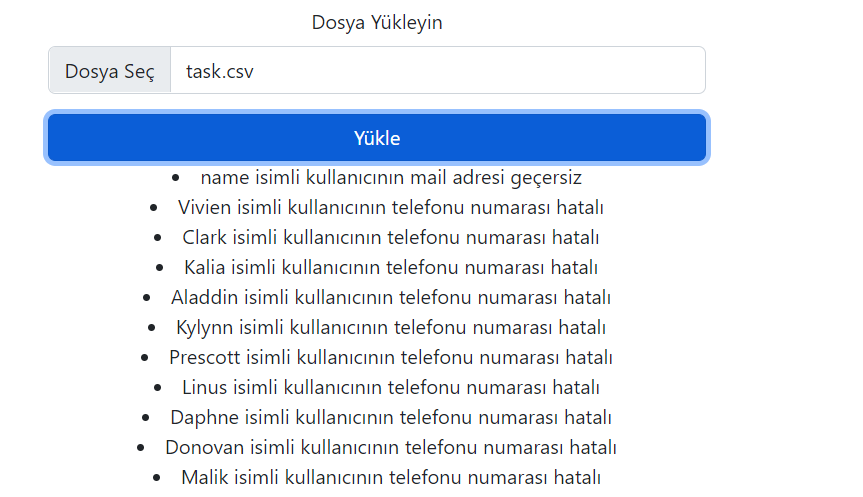 Dosya Yükleyin
Dosya Seç task.csv
Yükle
• name isimli kullanıcının mail adresi geçersiz
• Vivien isimli kullanıcının telefonu numarası hatalı
• Clark isimli kullanıcının telefonu numarası hatalı
• Kalia isimli kullanıcının telefonu numarası hatalı
• Aladdin isimli kullanıcının telefonu numarası hatalı
• Kylynn isimli kullanıcının telefonu numarası hatalı
• Prescott isimli kullanıcının telefonu numarası hatalı
• Linus isimli kullanıcının telefonu numarası hatalı
• Daphne isimli kullanıcının telefonu numarası hatalı
• Donovan isimli kullanıcının telefonu numarası hatalı
• Malik isimli kullanıcının telefonu numarası hatalı